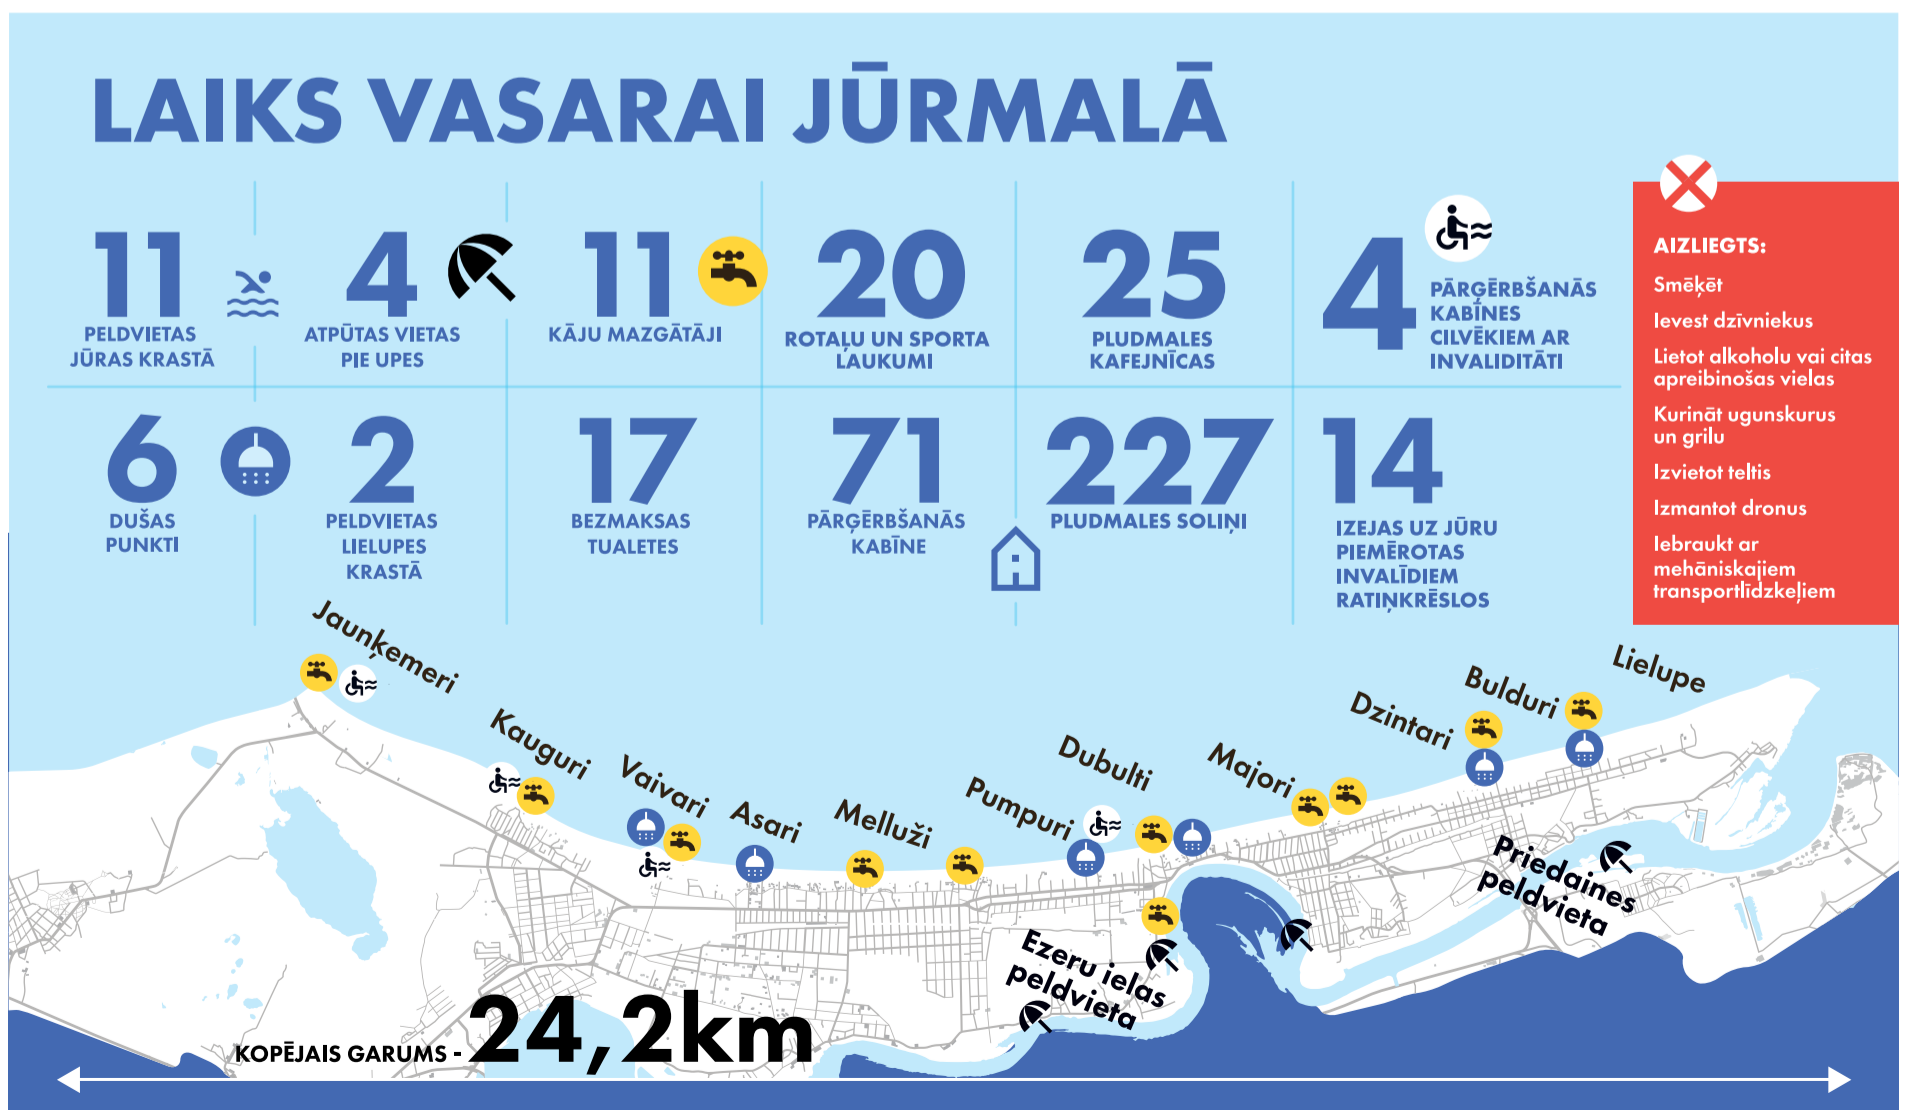 LAIKS VASARAI JŪRMALĀ
11
PELDVIETAS
JŪRAS KRASTĀ
4
ATPŪTAS VIETAS
PIE UPES
11
KĀJU MAZGĀTĀJI
20
ROTAĻU UN SPORTA
LAUKUMI
25
PLUDMALES
KAFEJNĪCAS
4
PĀRĢĒRBŠANĀS
KABĪNES
CILVĒKIEM AR
INVALIDITĀTI
6
DUŠAS
PUNKTI
2
PELDVIETAS
LIELUPES
KRASTĀ
17
BEZMAKSAS
TUALETES
71
PĀRĢĒRBŠANĀS
KABĪNE
227
PLUDMALES SOLIŅI
14
IZEJAS UZ JŪRU
PIEMĒROTAS
INVALĪDIEM
RATIŅKRĒSLOS
AIZLIEGTS:
Smēķēt
Ievest dzīvniekus
Lietot alkoholu vai citas
apreibinošas vielas
Kurināt ugunskurus
un grilu
Izvietot teltis
Izmantot dronus
Iebraukt ar
mehāniskajiem
transportlīdzkeļiem
Jaunķemeri
Kauguri
Vaivari
Asari
Melluži
Pumpuri
Dubulti
Majori
Dzintari
Bulduri
Lielupe
Priedaines
peldvieta
Ezeru ielas
peldvieta
KOPĒJAIS GARUMS - 24,2km